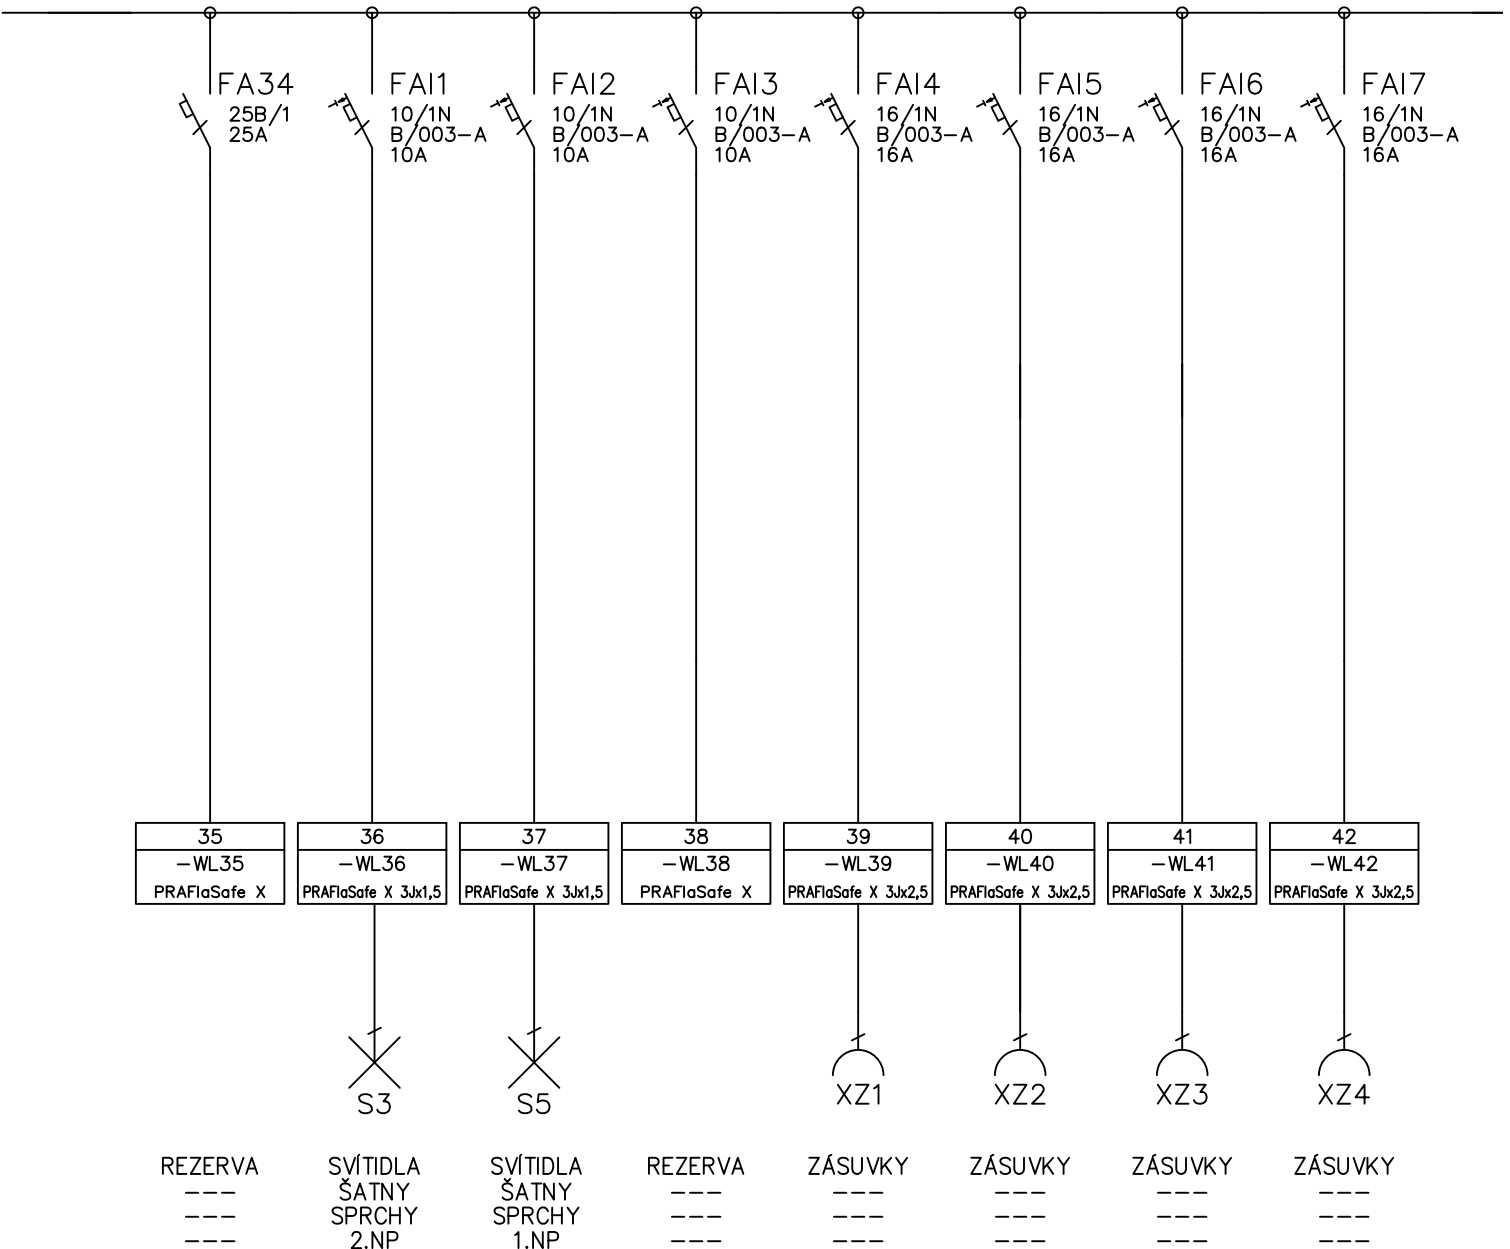 FA34
25B/1
25A
FAI1
10/1N
B/003-A
10A
FAI2
10/1N
B/003-A
10A
FAI3
10/1N
B/003-A
10A
FAI4
16/1N
B/003-A
16A
FAI5
16/1N
B/003-A
16A
FAI6
16/1N
B/003-A
16A
FAI7
16/1N
B/003-A
16A
35
-WL35
PRAFlaSafe X
36
-WL36
PRAFlaSafe X 3Jx1,5
37
-WL37
PRAFlaSafe X 3Jx1,5
38
-WL38
PRAFlaSafe X
39
-WL39
PRAFlaSafe X 3Jx2,5
40
-WL40
PRAFlaSafe X 3Jx2,5
41
-WL41
PRAFlaSafe X 3Jx2,5
42
-WL42
PRAFlaSafe X 3Jx2,5
S3
S5
XZ1
XZ2
XZ3
XZ4
REZERVA
---
---
---
SVÍTIDLA
ŠATNY
SPRCHY
2.NP
SVÍTIDLA
ŠATNY
SPRCHY
1.NP
REZERVA
---
---
---
ZÁSUVKY
---
---
---
ZÁSUVKY
---
---
---
ZÁSUVKY
---
---
---
ZÁSUVKY
---
---
---